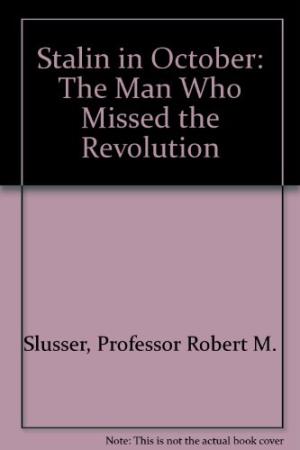 Stalin in October:
The Man Who
Missed the
Revolution
Slusser, Professor Robert M.
Note: This is not the actual book cover